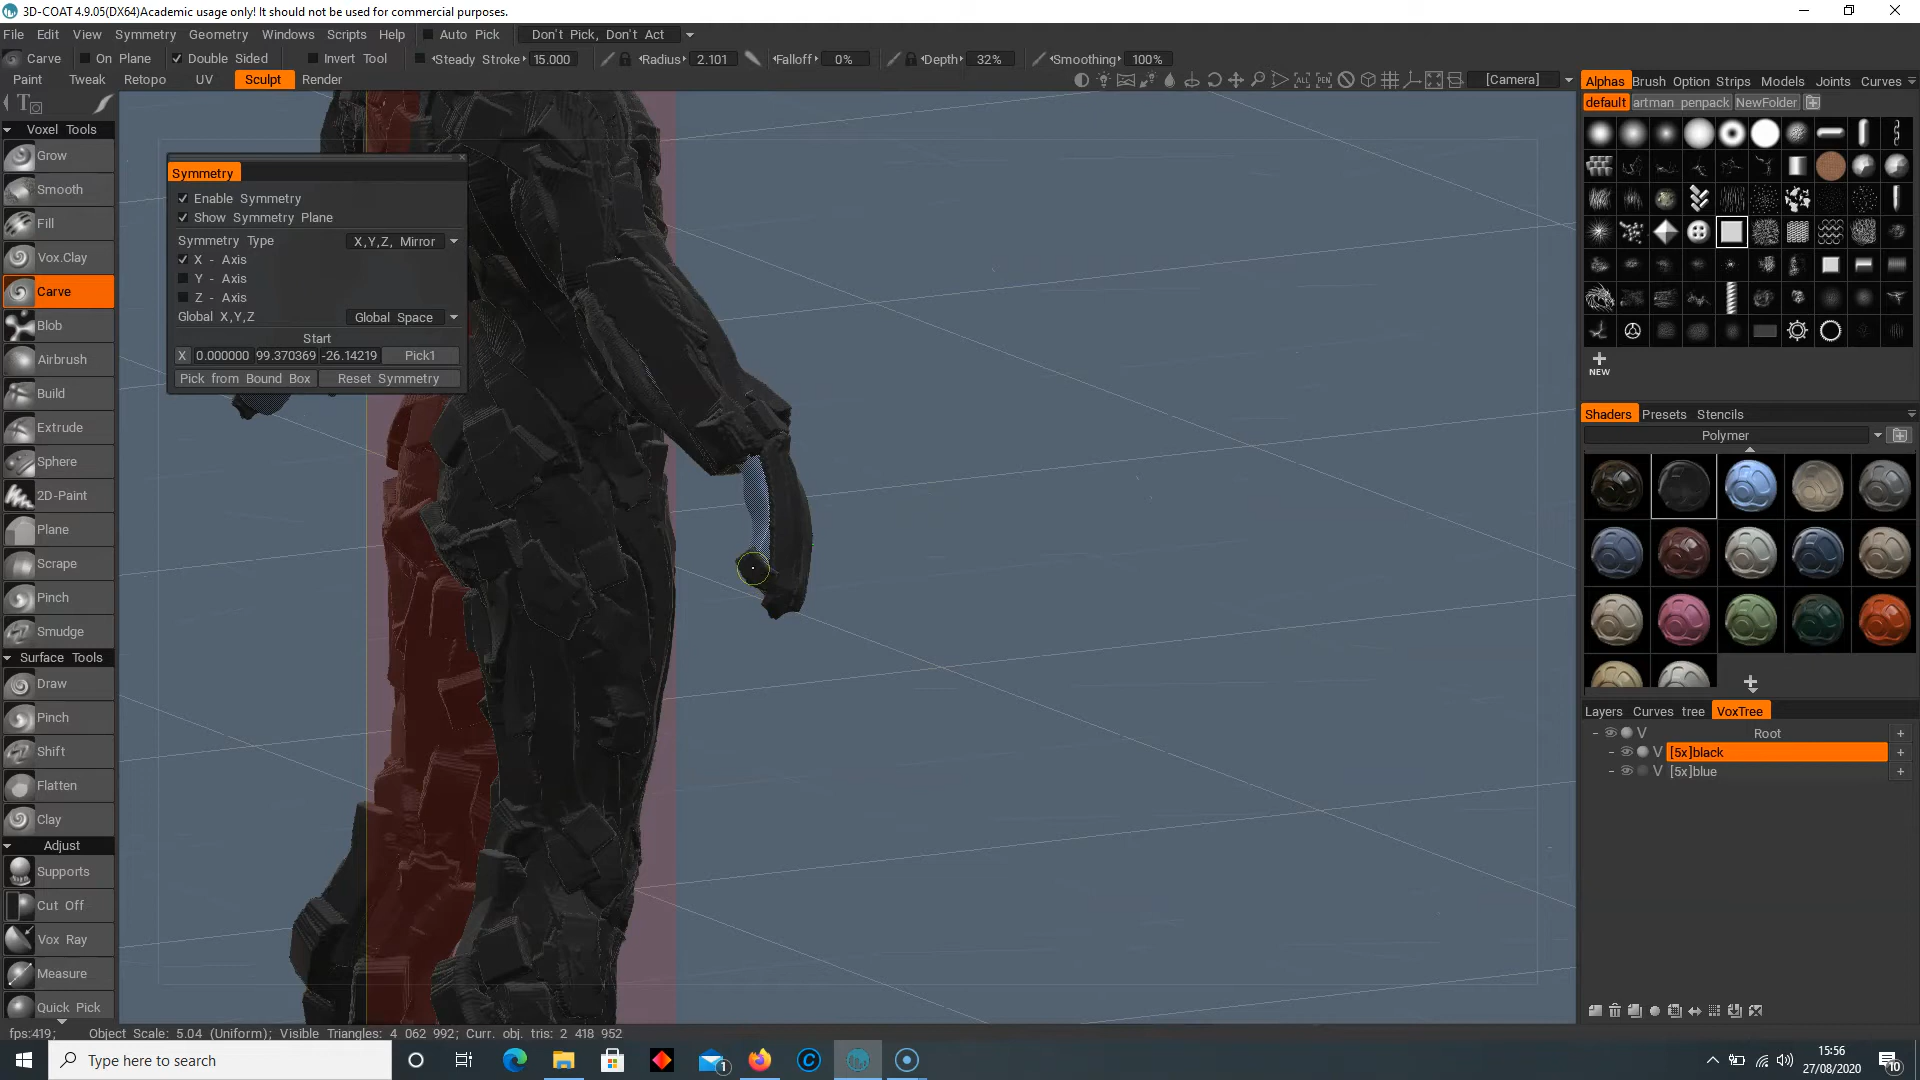 3D-COAT 4.9.05(DX64)Academic usage only! It should not be used for commercial purposes.
File Edit View Symmetry Geometry Windows Scripts Help Auto Pick Don't Pick, Don't Act
Carve On Plane Double Sided Invert Tool Steady Stroke 15.000 Radius 2.101 Falloff 0% Depth 32% Smoothing 100%
Paint Tweak Retopo UV Sculpt Render [Camera]
Alphas Brush Option Strips Models Joints Curves
default artman penpack NewFolder
Voxel Tools
Grow
Smooth
Fill
Vox.Clay
Carve
Blob
Airbrush
Build
Extrude
Sphere
2D-Paint
Plane
Scrape
Pinch
Smudge
Surface Tools
Draw
Pinch
Shift
Flatten
Clay
Adjust
Supports
Cut Off
Vox Ray
Measure
Quick Pick
Symmetry
Enable Symmetry
Show Symmetry Plane
Symmetry Type X,Y,Z, Mirror
X - Axis
Y - Axis
Z - Axis
Global X,Y,Z Global Space
Start
X 0.000000 99.370369 -26.14219 Pick1
Pick from Bound Box Reset Symmetry
NEW
Shaders Presets Stencils
Polymer
Layers Curves tree VoxTree
V Root +
V [5x]black +
V [5x]blue +
fps:419; Object Scale: 5.04 (Uniform); Visible Triangles: 4 062 992; Curr. obj. tris: 2 418 952
Type here to search
1
15:56
27/08/2020
10